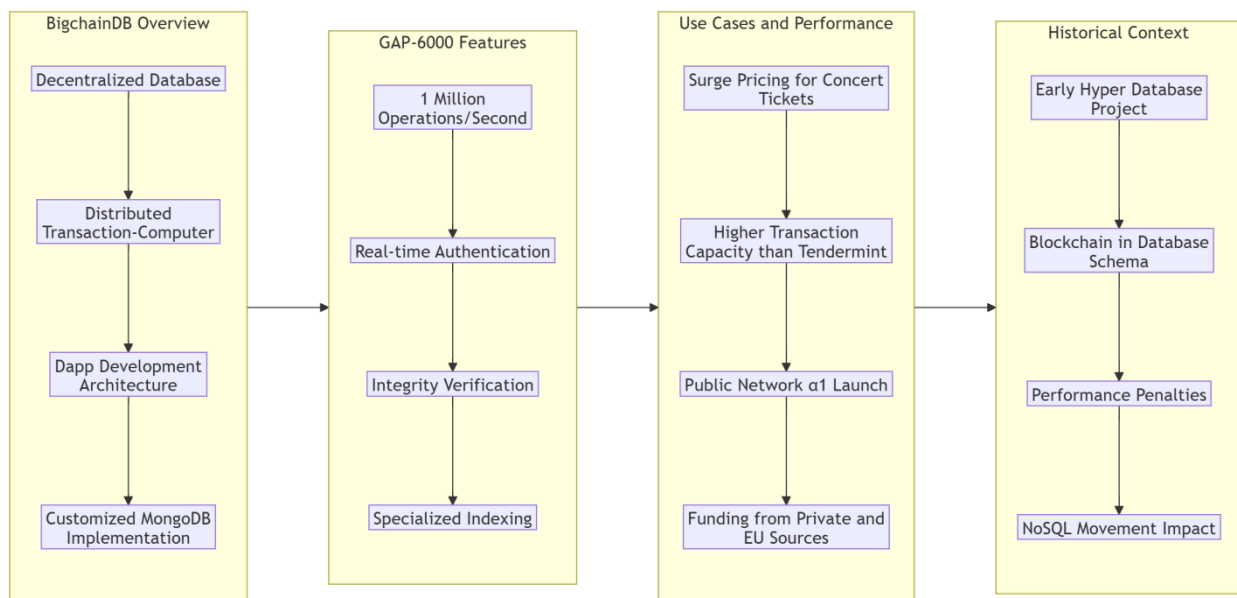 BigchainDB Overview
Decentralized Database
Distributed
Transaction-Computer
Dapp Development
Architecture
Customized MongoDB
Implementation
GAP-6000 Features
1 Million
Operations/Second
Real-time Authentication
Integrity Verification
Specialized Indexing
Use Cases and Performance
Surge Pricing for Concert
Tickets
Higher Transaction
Capacity than Tendermint
Public Network α1 Launch
Funding from Private and
EU Sources
Historical Context
Early Hyper Database
Project
Blockchain in Database
Schema
Performance Penalties
NoSQL Movement Impact